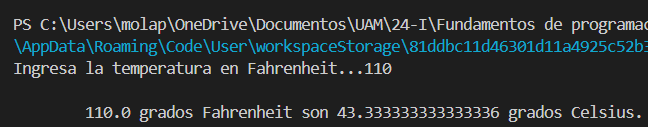 PS C:\Users\molap\OneDrive\Documentos\UAM\24-I\Fundamentos de programac
\AppData\Roaming\Code\User\workspaceStorage\81ddbc11d46301d11a4925c52b3
Ingresa la temperatura en Fahrenheit...110
110.0 grados Fahrenheit son 43.333333333333336 grados Celsius.